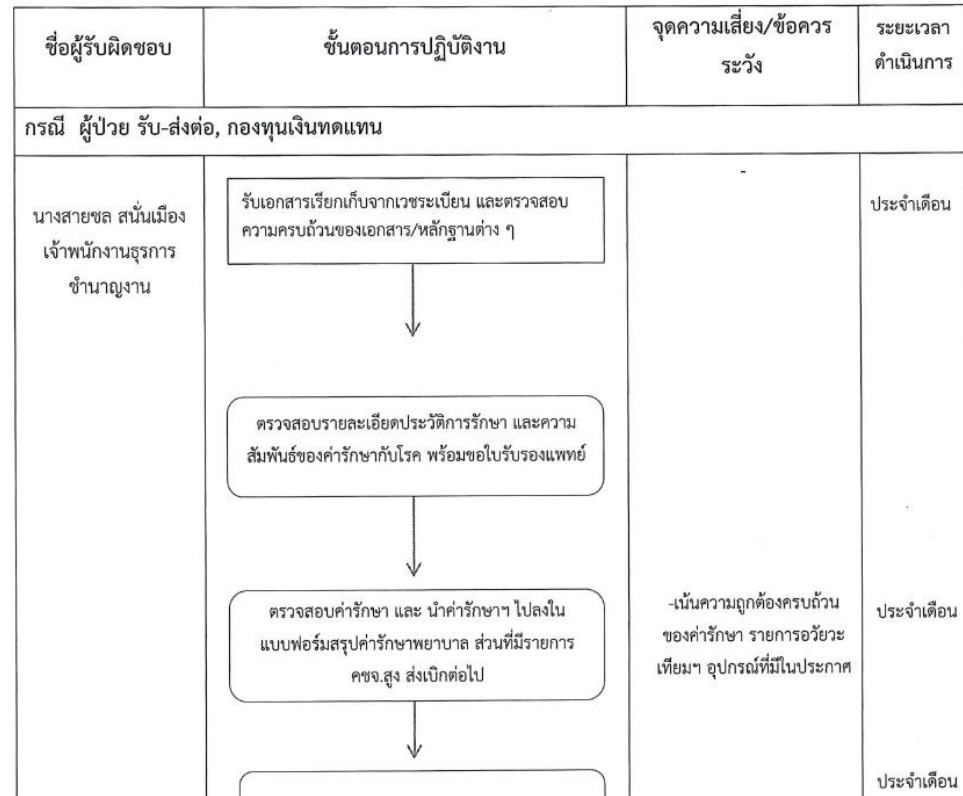 ชื่อผู้รับผิดชอบ
ขั้นตอนการปฏิบัติงาน
จุดความเสี่ยง/ข้อควร
ระวัง
ระยะเวลา
ดำเนินการ
กรณี ผู้ป่วย รับ-ส่งต่อ, กองทุนเงินทดแทน
นางสายชล สนั่นเมือง
เจ้าพนักงานธุรการ
ชำนาญงาน
รับเอกสารเรียกเก็บจากเวชระเบียน และตรวจสอบ
ความครบถ้วนของเอกสาร/หลักฐานต่าง ๆ
-
ประจำเดือน
ตรวจสอบรายละเอียดประวัติการรักษา และความ
สัมพันธ์ของค่ารักษากับโรค พร้อมขอใบรับรองแพทย์
ตรวจสอบค่ารักษา และ นำค่ารักษาฯ ไปลงใน
แบบฟอร์มสรุปค่ารักษาพยาบาล ส่วนที่มีรายการ
คชจ.สูง ส่งเบิกต่อไป
-เน้นความถูกต้องครบถ้วน
ของค่ารักษา รายการอวัยวะ
เทียมฯ อุปกรณ์ที่มีในประกาศ
ประจำเดือน
ประจำเดือน